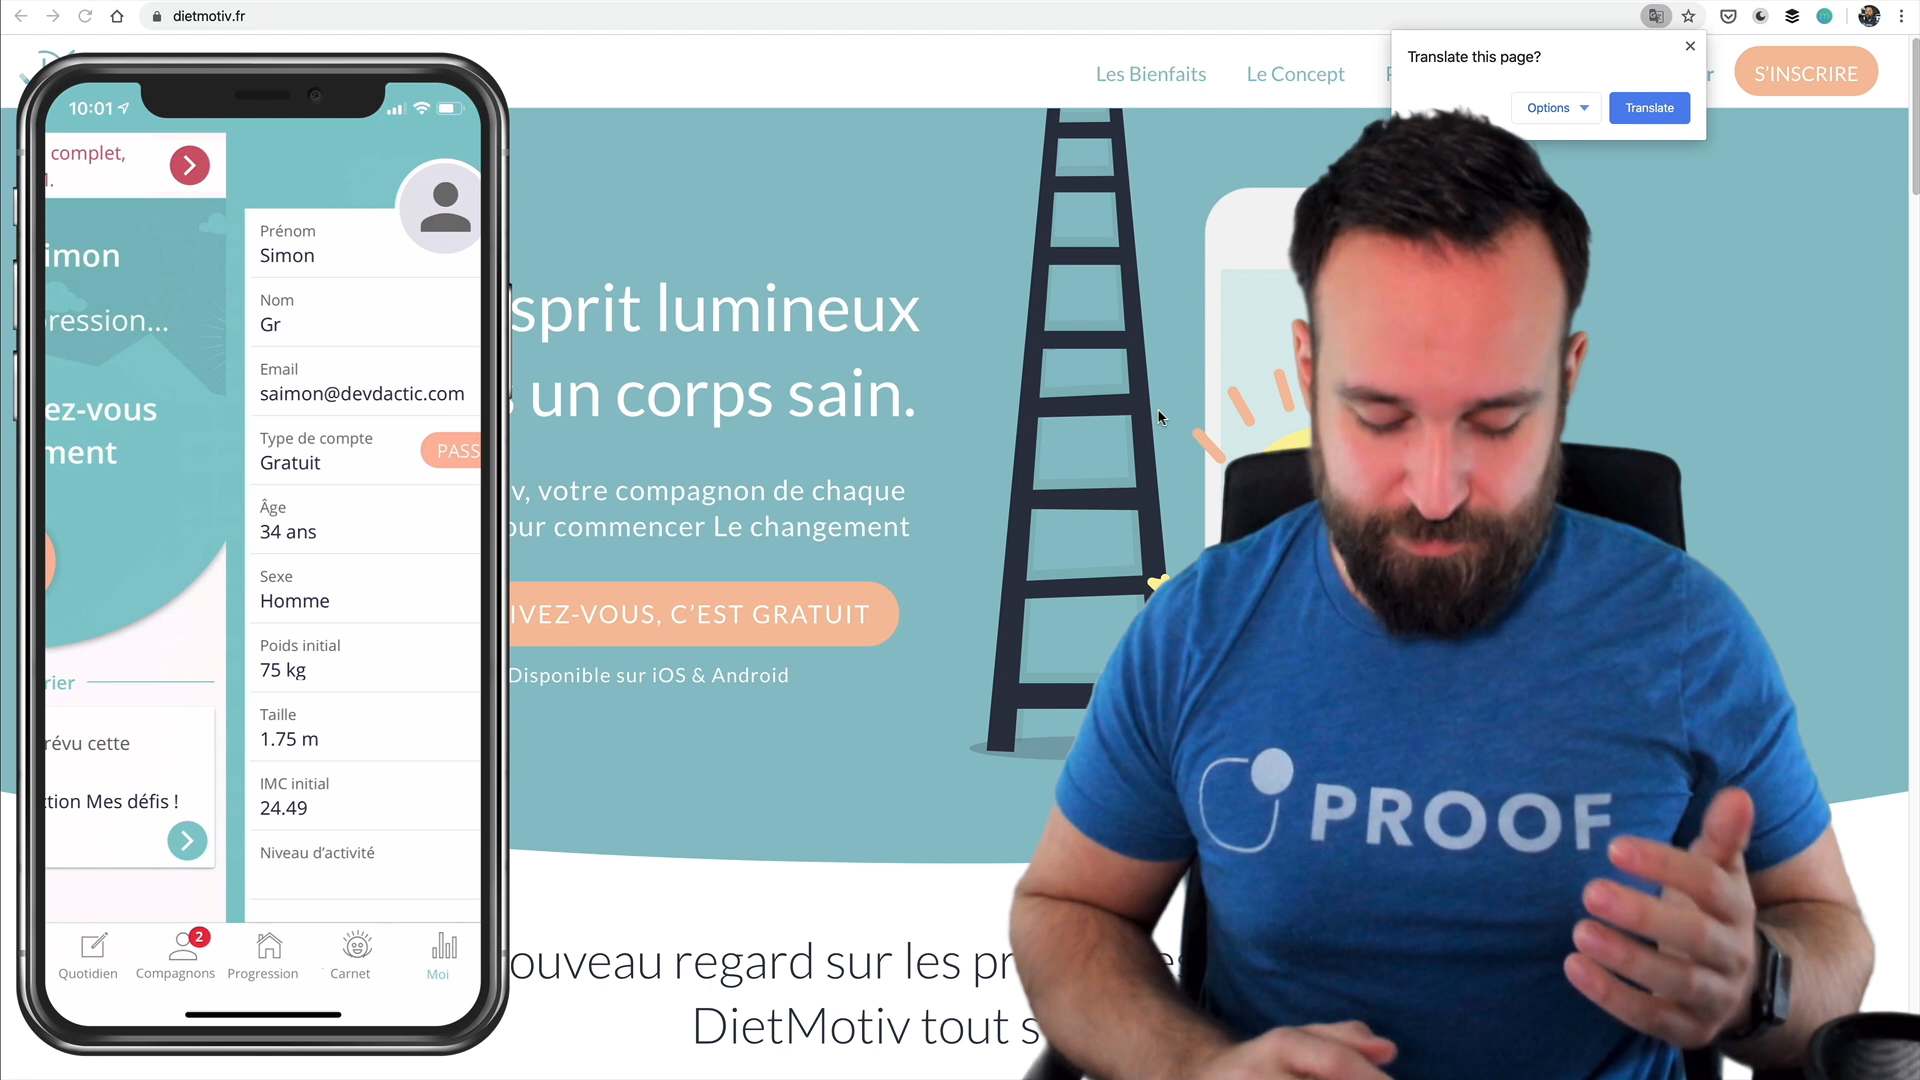 dietmotiv.fr
Translate this page?
Options
Translate
Les Bienfaits
Le Concept
S'INSCRIRE
10:01
complet,
Prénom
Simon
Nom
Gr
Email
saimon@devdactic.com
Type de compte
Gratuit
PASS
Âge
34 ans
Sexe
Homme
Poids initial
75 kg
Taille
1.75 m
IMC initial
24.49
Niveau d'activité
imon
ression...
ez-vous
ment
rier
révu cette
ction Mes défis !
Quotidien
2
Compagnons
Progression
Carnet
Moi
sprit lumineux
un corps sain.
v, votre compagnon de chaque
our commencer Le changement
IVEZ-VOUS, C'EST GRATUIT
Disponible sur iOS & Android
ouveau regard sur les pr
DietMotiv tout s
PROOF